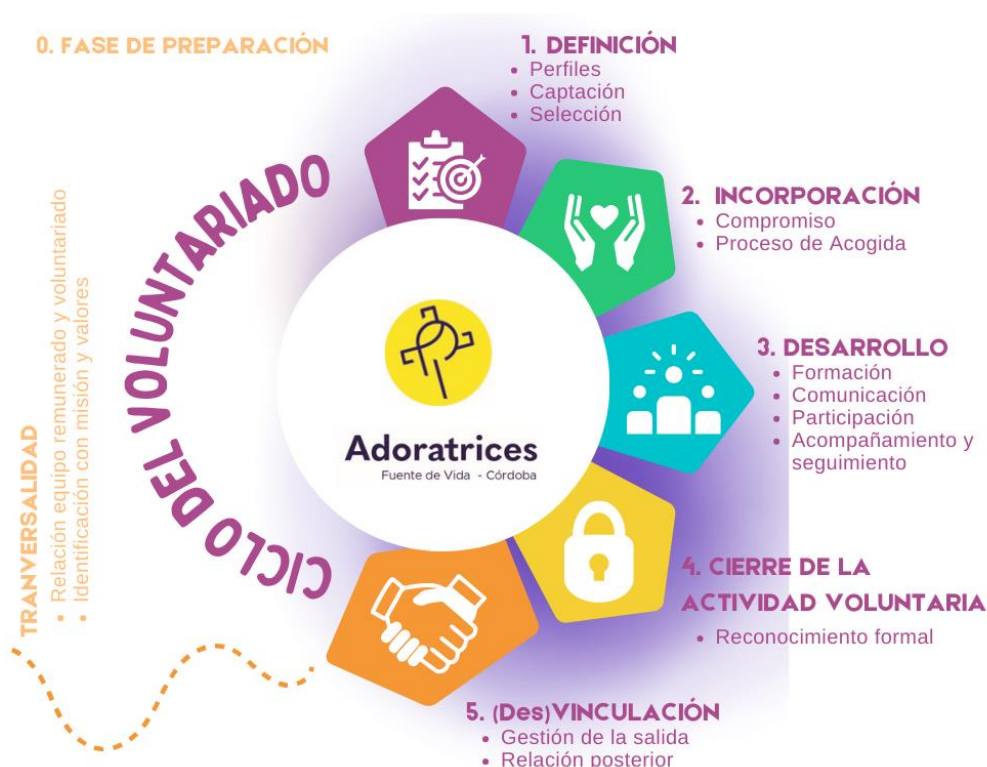 0. FASE DE PREPARACIÓN
1. DEFINICIÓN
• Perfiles
• Captación
• Selección
2. INCORPORACIÓN
• Compromiso
• Proceso de Acogida
3. DESARROLLO
• Formación
• Comunicación
• Participación
• Acompañamiento y
seguimiento
4. CIERRE DE LA
ACTIVIDAD VOLUNTARIA
• Reconocimiento formal
5. (Des)VINCULACIÓN
• Gestión de la salida
• Relación posterior
CICLO DEL VOLUNTARIADO
Adoratrices
Fuente de Vida - Córdoba
TRANVERSALIDAD
• Relación equipo remunerado y voluntariado
• Identificación con misión y valores